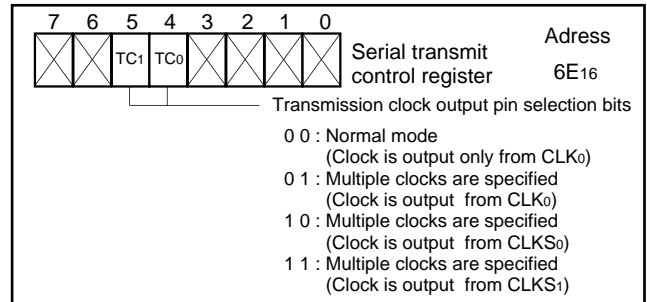 7 6 5 4 3 2 1 0
TC1 TC0
Serial transmit
control register
Adress
6E16
Transmission clock output pin selection bits
0 0 : Normal mode
(Clock is output only from CLK0)
0 1 : Multiple clocks are specified
(Clock is output from CLK0)
1 0 : Multiple clocks are specified
(Clock is output from CLKS0)
1 1 : Multiple clocks are specified
(Clock is output from CLKS1)